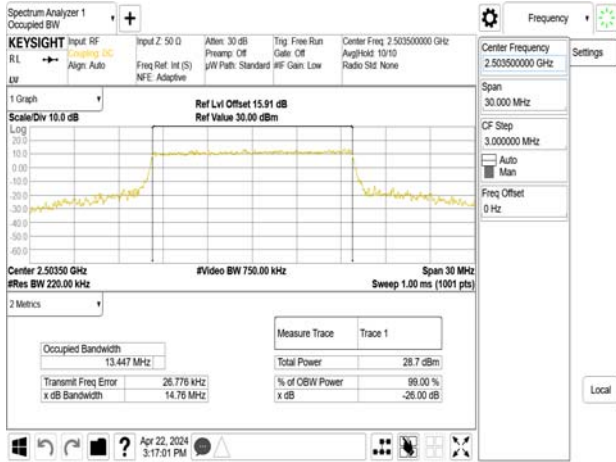 Spectrum Analyzer 1
Occupied BW
+
Frequency
KEYSIGHT
RL
Input: RF
Coupling: DC
Align: Auto
Input Z: 50 Ω
Freq Ref: Int (S)
NFE: Adaptive
Atten: 30 dB
Preamp: Off
µW Path: Standard
Trig: Free Run
Gate: Off
#IF Gain: Low
Center Freq: 2.503500000 GHz
Avg|Hold: 10/10
Radio Std: None
Center Frequency
2.503500000 GHz
Settings
Span
30.000 MHz
CF Step
3.000000 MHz
Auto
Man
Freq Offset
0 Hz
Local
1 Graph
Scale/Div 10.0 dB
Ref Lvl Offset 15.91 dB
Ref Value 30.00 dBm
Log
20.0
10.0
0.00
-10.0
-20.0
-30.0
-40.0
-50.0
-60.0
Center 2.50350 GHz
#Video BW 750.00 kHz
Span 30 MHz
#Res BW 220.00 kHz
Sweep 1.00 ms (1001 pts)
2 Metrics
Measure Trace Trace 1
Occupied Bandwidth
13.447 MHz
Total Power 28.7 dBm
Transmit Freq Error 26.776 kHz
% of OBW Power 99.00 %
x dB Bandwidth 14.76 MHz
x dB -26.00 dB
?
Apr 22, 2024
3:17:01 PM